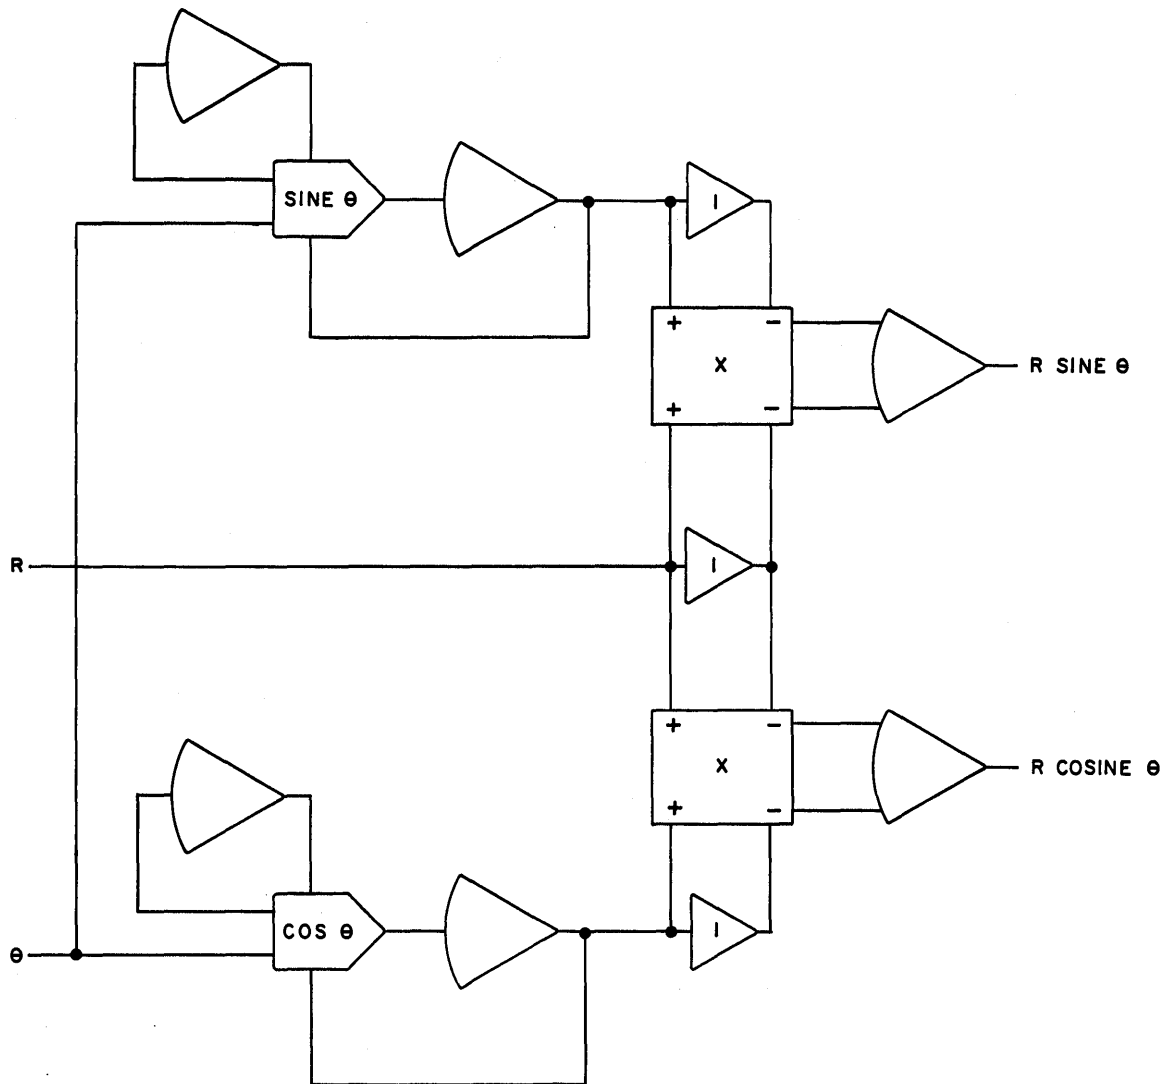 SINE θ
1
+ −
X
+ −
R SINE θ
R
1
+ −
X
+ −
R COSINE θ
COS θ
1
θ